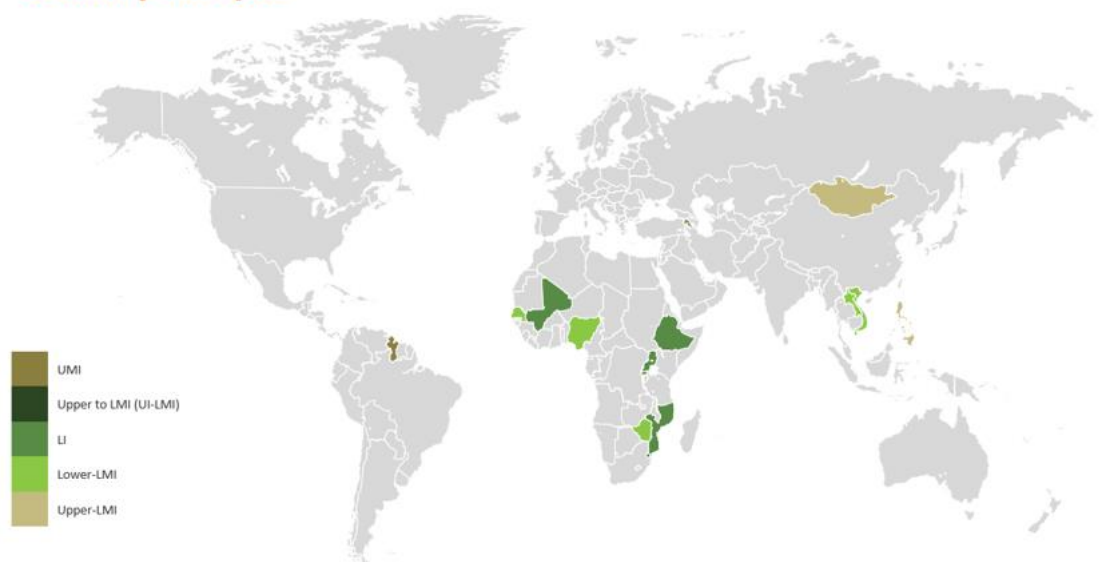 UMI
Upper to LMI (UI-LMI)
LI
Lower-LMI
Upper-LMI